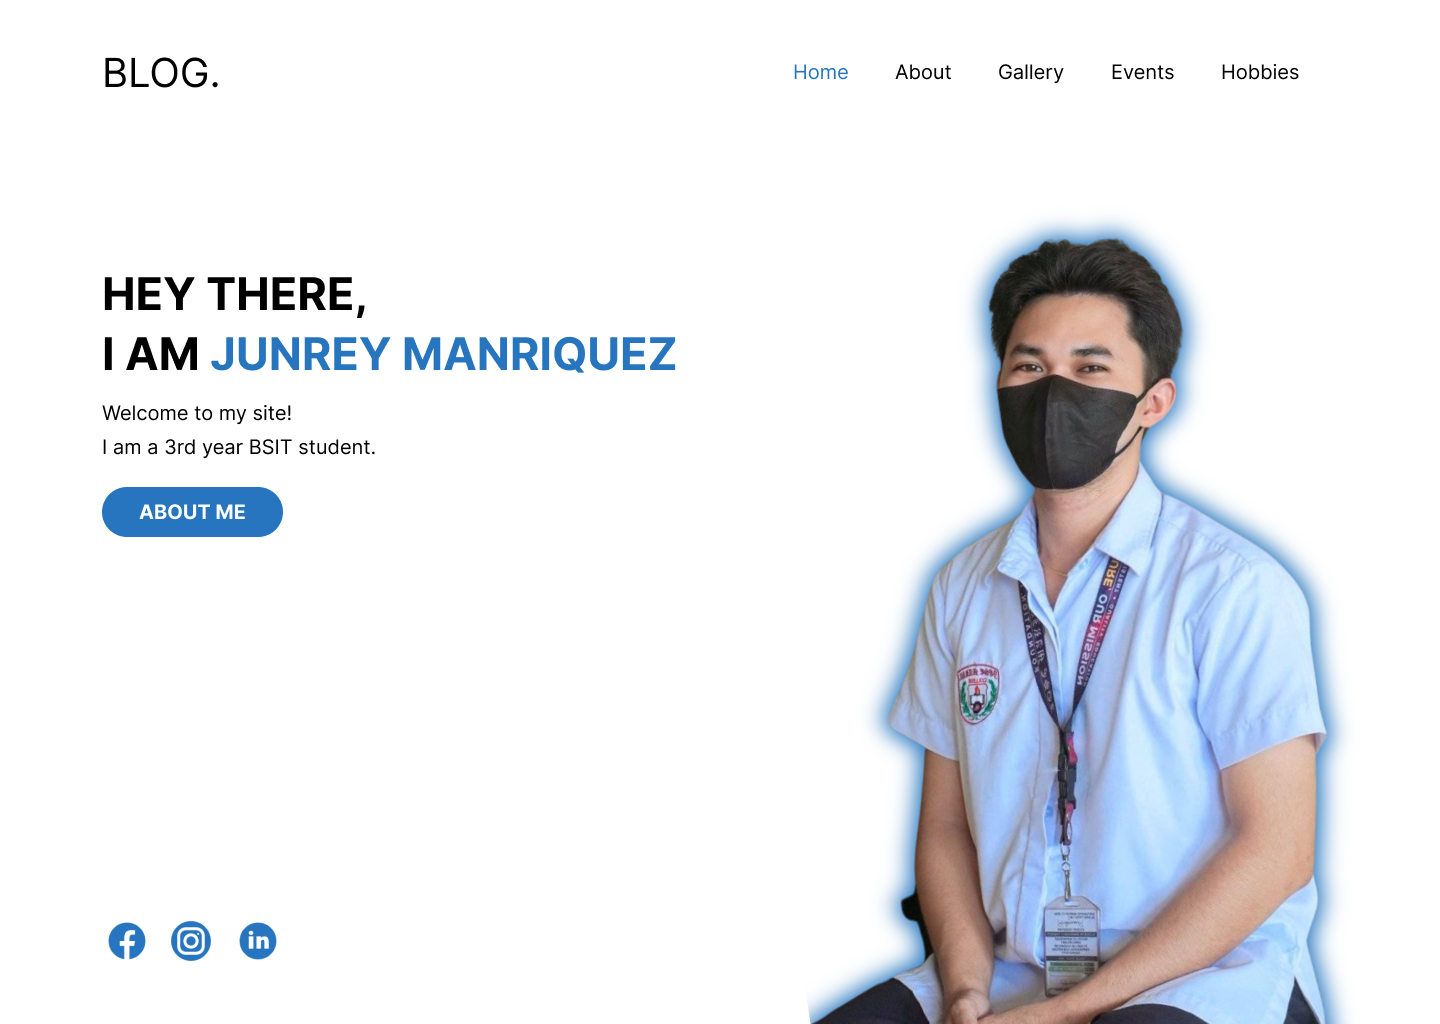 BLOG.
Home About Gallery Events Hobbies
HEY THERE,
I AM JUNREY MANRIQUEZ
Welcome to my site!
I am a 3rd year BSIT student.
ABOUT ME
OUR MISSION
in